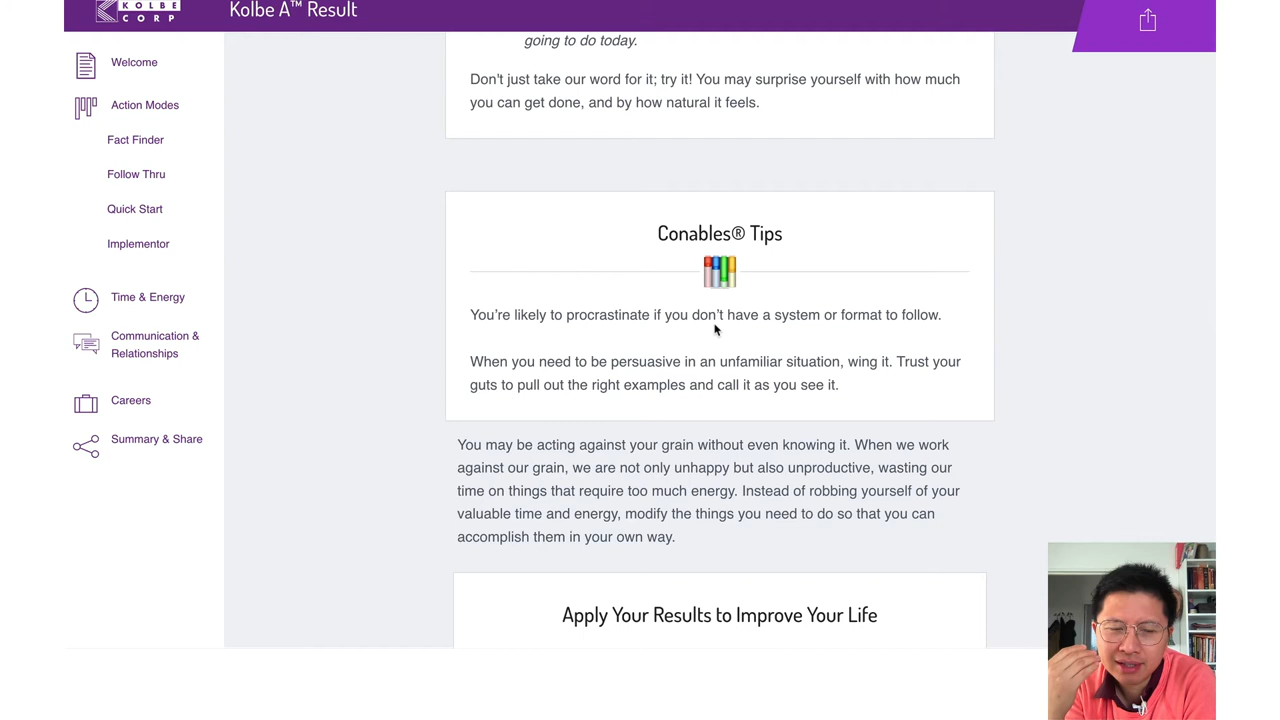 KOLBE
CORP
Kolbe A™ Result
Welcome
Action Modes
Fact Finder
Follow Thru
Quick Start
Implementor
Time & Energy
Communication &
Relationships
Careers
Summary & Share
going to do today.
Don't just take our word for it; try it! You may surprise yourself with how much
you can get done, and by how natural it feels.
Conables® Tips
You’re likely to procrastinate if you don’t have a system or format to follow.
When you need to be persuasive in an unfamiliar situation, wing it. Trust your
guts to pull out the right examples and call it as you see it.
You may be acting against your grain without even knowing it. When we work
against our grain, we are not only unhappy but also unproductive, wasting our
time on things that require too much energy. Instead of robbing yourself of your
valuable time and energy, modify the things you need to do so that you can
accomplish them in your own way.
Apply Your Results to Improve Your Life